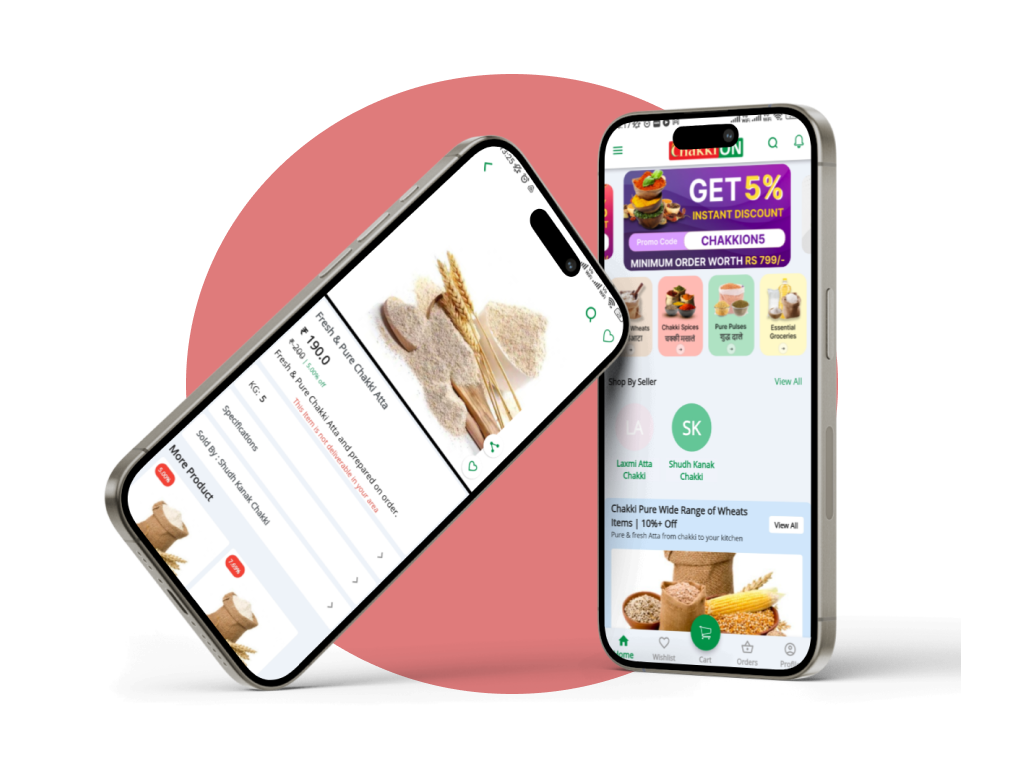 3:25
Fresh & Pure Chakki Atta
₹ 190.0
₹ 200 | 5.00% off
Fresh & Pure Chakki Atta and prepared on order.
This item is not deliverable in your area
KG: 5
Specifications
Sold By : Shudh Kanak Chakki
More Product
5.00%
7.69%
Chakki ON
GET 5%
INSTANT DISCOUNT
Promo Code CHAKKION5
MINIMUM ORDER WORTH RS 799/-
Wheats
आटा
Chakki Spices
चक्की मसाले
Pure Pulses
शुद्ध दालें
Essential
Groceries
Shop By Seller
View All
LA
SK
Laxmi Atta
Chakki
Shudh Kanak
Chakki
Chakki Pure Wide Range of Wheats
Items | 10%+ Off
Pure & fresh Atta from chakki to your kitchen
View All
Home
Wishlist
Cart
Orders
Profile